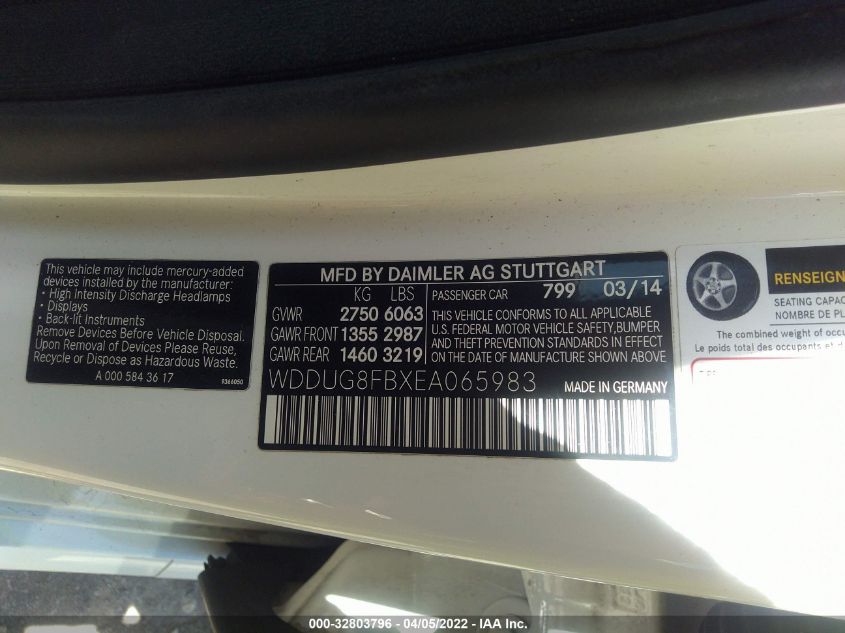 This vehicle may include mercury-added
devices installed by the manufacturer:
- High Intensity Discharge Headlamps
- Displays
- Back-lit Instruments
Remove Devices Before Vehicle Disposal.
Upon Removal of Devices Please Reuse,
Recycle or Dispose as Hazardous Waste.
A 000 584 36 17
9366050
MFD BY DAIMLER AG STUTTGART
KG LBS
GVWR 2750 6063
GAWR FRONT 1355 2987
GAWR REAR 1460 3219
PASSENGER CAR 799 03/14
THIS VEHICLE CONFORMS TO ALL APPLICABLE
U.S. FEDERAL MOTOR VEHICLE SAFETY, BUMPER
AND THEFT PREVENTION STANDARDS IN EFFECT
ON THE DATE OF MANUFACTURE SHOWN ABOVE
WDDUG8FBXEA065983
MADE IN GERMANY
RENSEIGN
SEATING CAPAC
NOMBRE DE PL
The combined weight of occu
Le poids total des occupants e
000-32803796 - 04/05/2022 - IAA Inc.